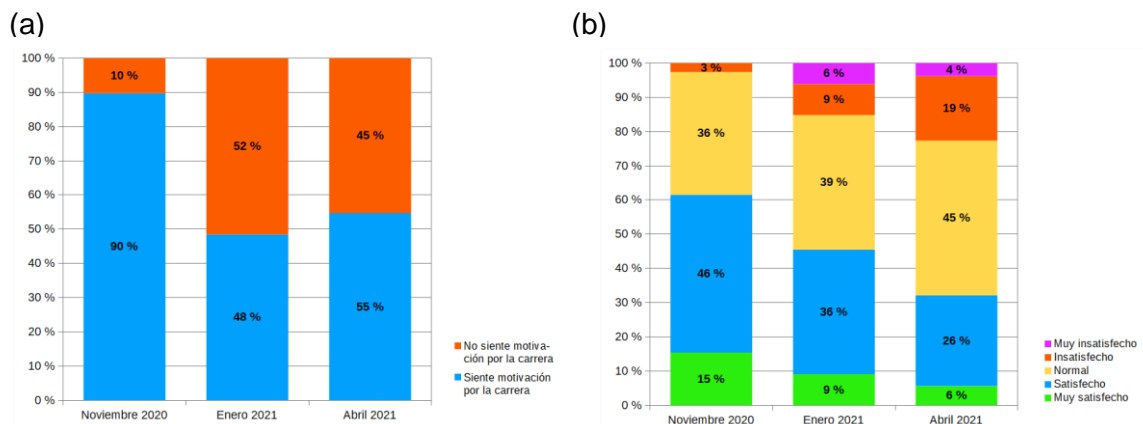 (a)
(b)
100 %
90 %
80 %
70 %
60 %
50 %
40 %
30 %
20 %
10 %
0 %
10 %
90 %
52 %
48 %
45 %
55 %
Noviembre 2020
Enero 2021
Abril 2021
No siente motiva-
ción por la carrera
Siente motivación
por la carrera
100 %
90 %
80 %
70 %
60 %
50 %
40 %
30 %
20 %
10 %
0 %
3 %
36 %
46 %
15 %
6 %
9 %
39 %
36 %
9 %
4 %
19 %
45 %
26 %
6 %
Noviembre 2020
Enero 2021
Abril 2021
Muy insatisfecho
Insatisfecho
Normal
Satisfecho
Muy satisfecho